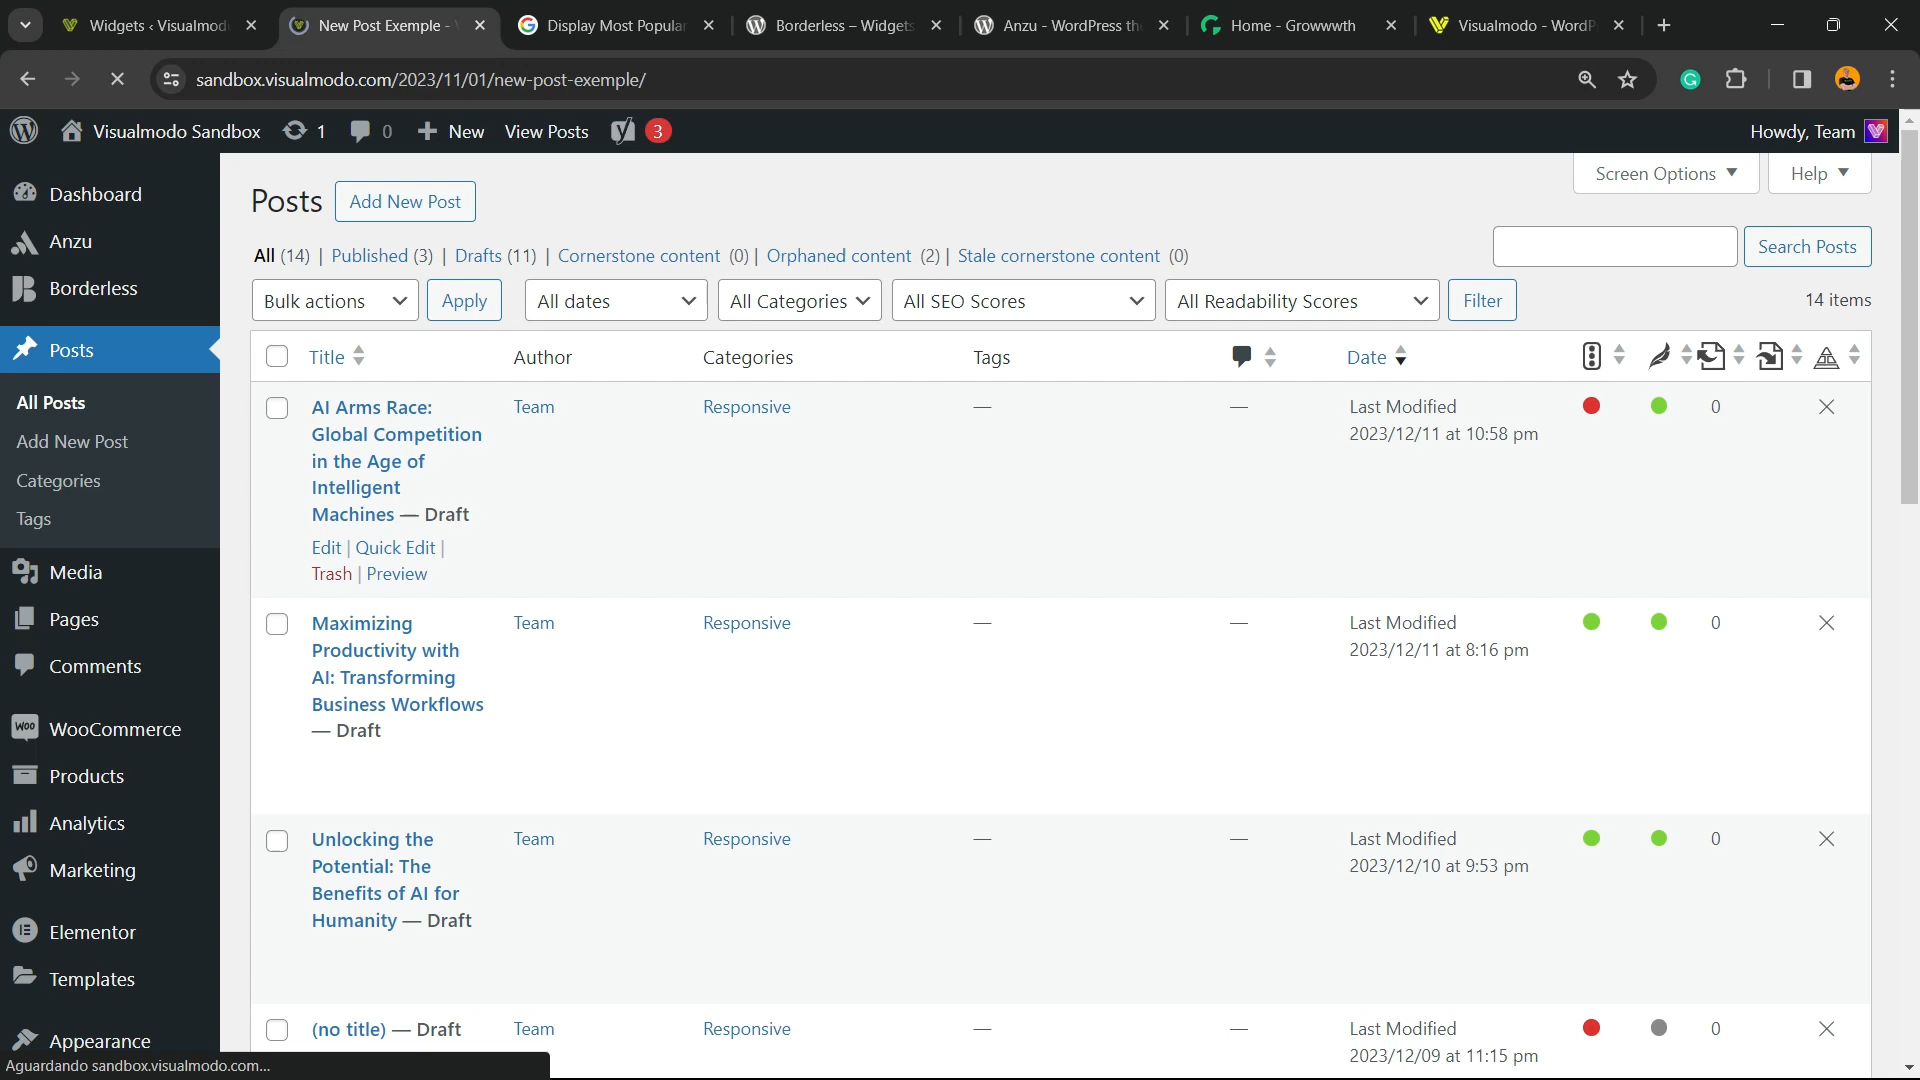 Widgets ‹ Visualmod
New Post Exemple -
Display Most Popula
Borderless – Widgets
Anzu - WordPress th
Home - Growwwth
Visualmodo - WordP
sandbox.visualmodo.com/2023/11/01/new-post-exemple/
Visualmodo Sandbox
1
0
New
View Posts
3
Howdy, Team
Dashboard
Anzu
Borderless
Posts
All Posts
Add New Post
Categories
Tags
Media
Pages
Comments
WooCommerce
Products
Analytics
Marketing
Elementor
Templates
Appearance
Aguardando sandbox.visualmodo.com...
Screen Options
Help
Posts
Add New Post
All (14) | Published (3) | Drafts (11) | Cornerstone content (0) | Orphaned content (2) | Stale cornerstone content (0)
Search Posts
Bulk actions
Apply
All dates
All Categories
All SEO Scores
All Readability Scores
Filter
14 items
Title
Author
Categories
Tags
Date
AI Arms Race:
Global Competition
in the Age of
Intelligent
Machines — Draft
Edit | Quick Edit |
Trash | Preview
Team
Responsive
—
—
Last Modified
2023/12/11 at 10:58 pm
0
Maximizing
Productivity with
AI: Transforming
Business Workflows
— Draft
Team
Responsive
—
—
Last Modified
2023/12/11 at 8:16 pm
0
Unlocking the
Potential: The
Benefits of AI for
Humanity — Draft
Team
Responsive
—
—
Last Modified
2023/12/10 at 9:53 pm
0
(no title) — Draft
Team
Responsive
—
—
Last Modified
2023/12/09 at 11:15 pm
0